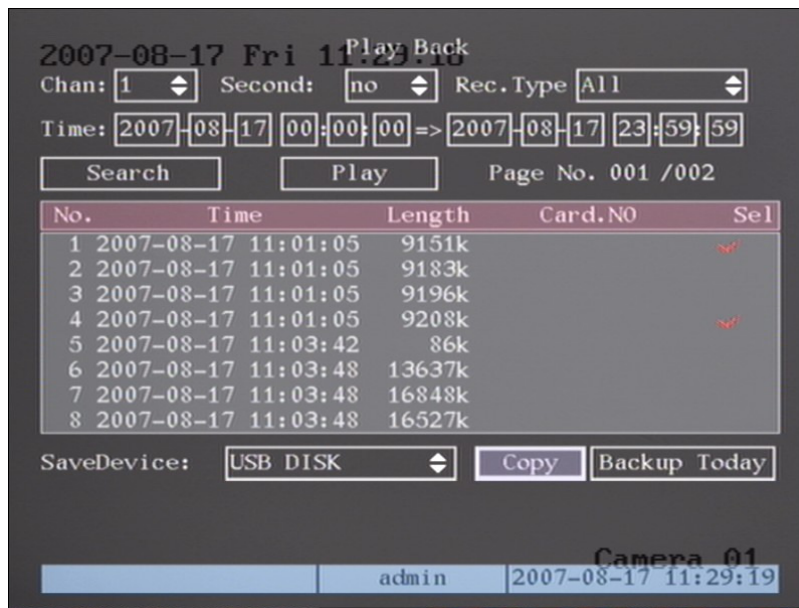 Play Back
2007-08-17 Fri 11:29:18
Chan: 1 Second: no Rec.Type All
Time: 2007-08-17 00:00:00=>2007-08-17 23:59:59
Search Play Page No. 001 /002
No. Time Length Card.NO Sel
1 2007-08-17 11:01:05 9151k
2 2007-08-17 11:01:05 9183k
3 2007-08-17 11:01:05 9196k
4 2007-08-17 11:01:05 9208k
5 2007-08-17 11:03:42 86k
6 2007-08-17 11:03:48 13637k
7 2007-08-17 11:03:48 16848k
8 2007-08-17 11:03:48 16527k
SaveDevice: USB DISK Copy Backup Today
Camera 01
admin 2007-08-17 11:29:19